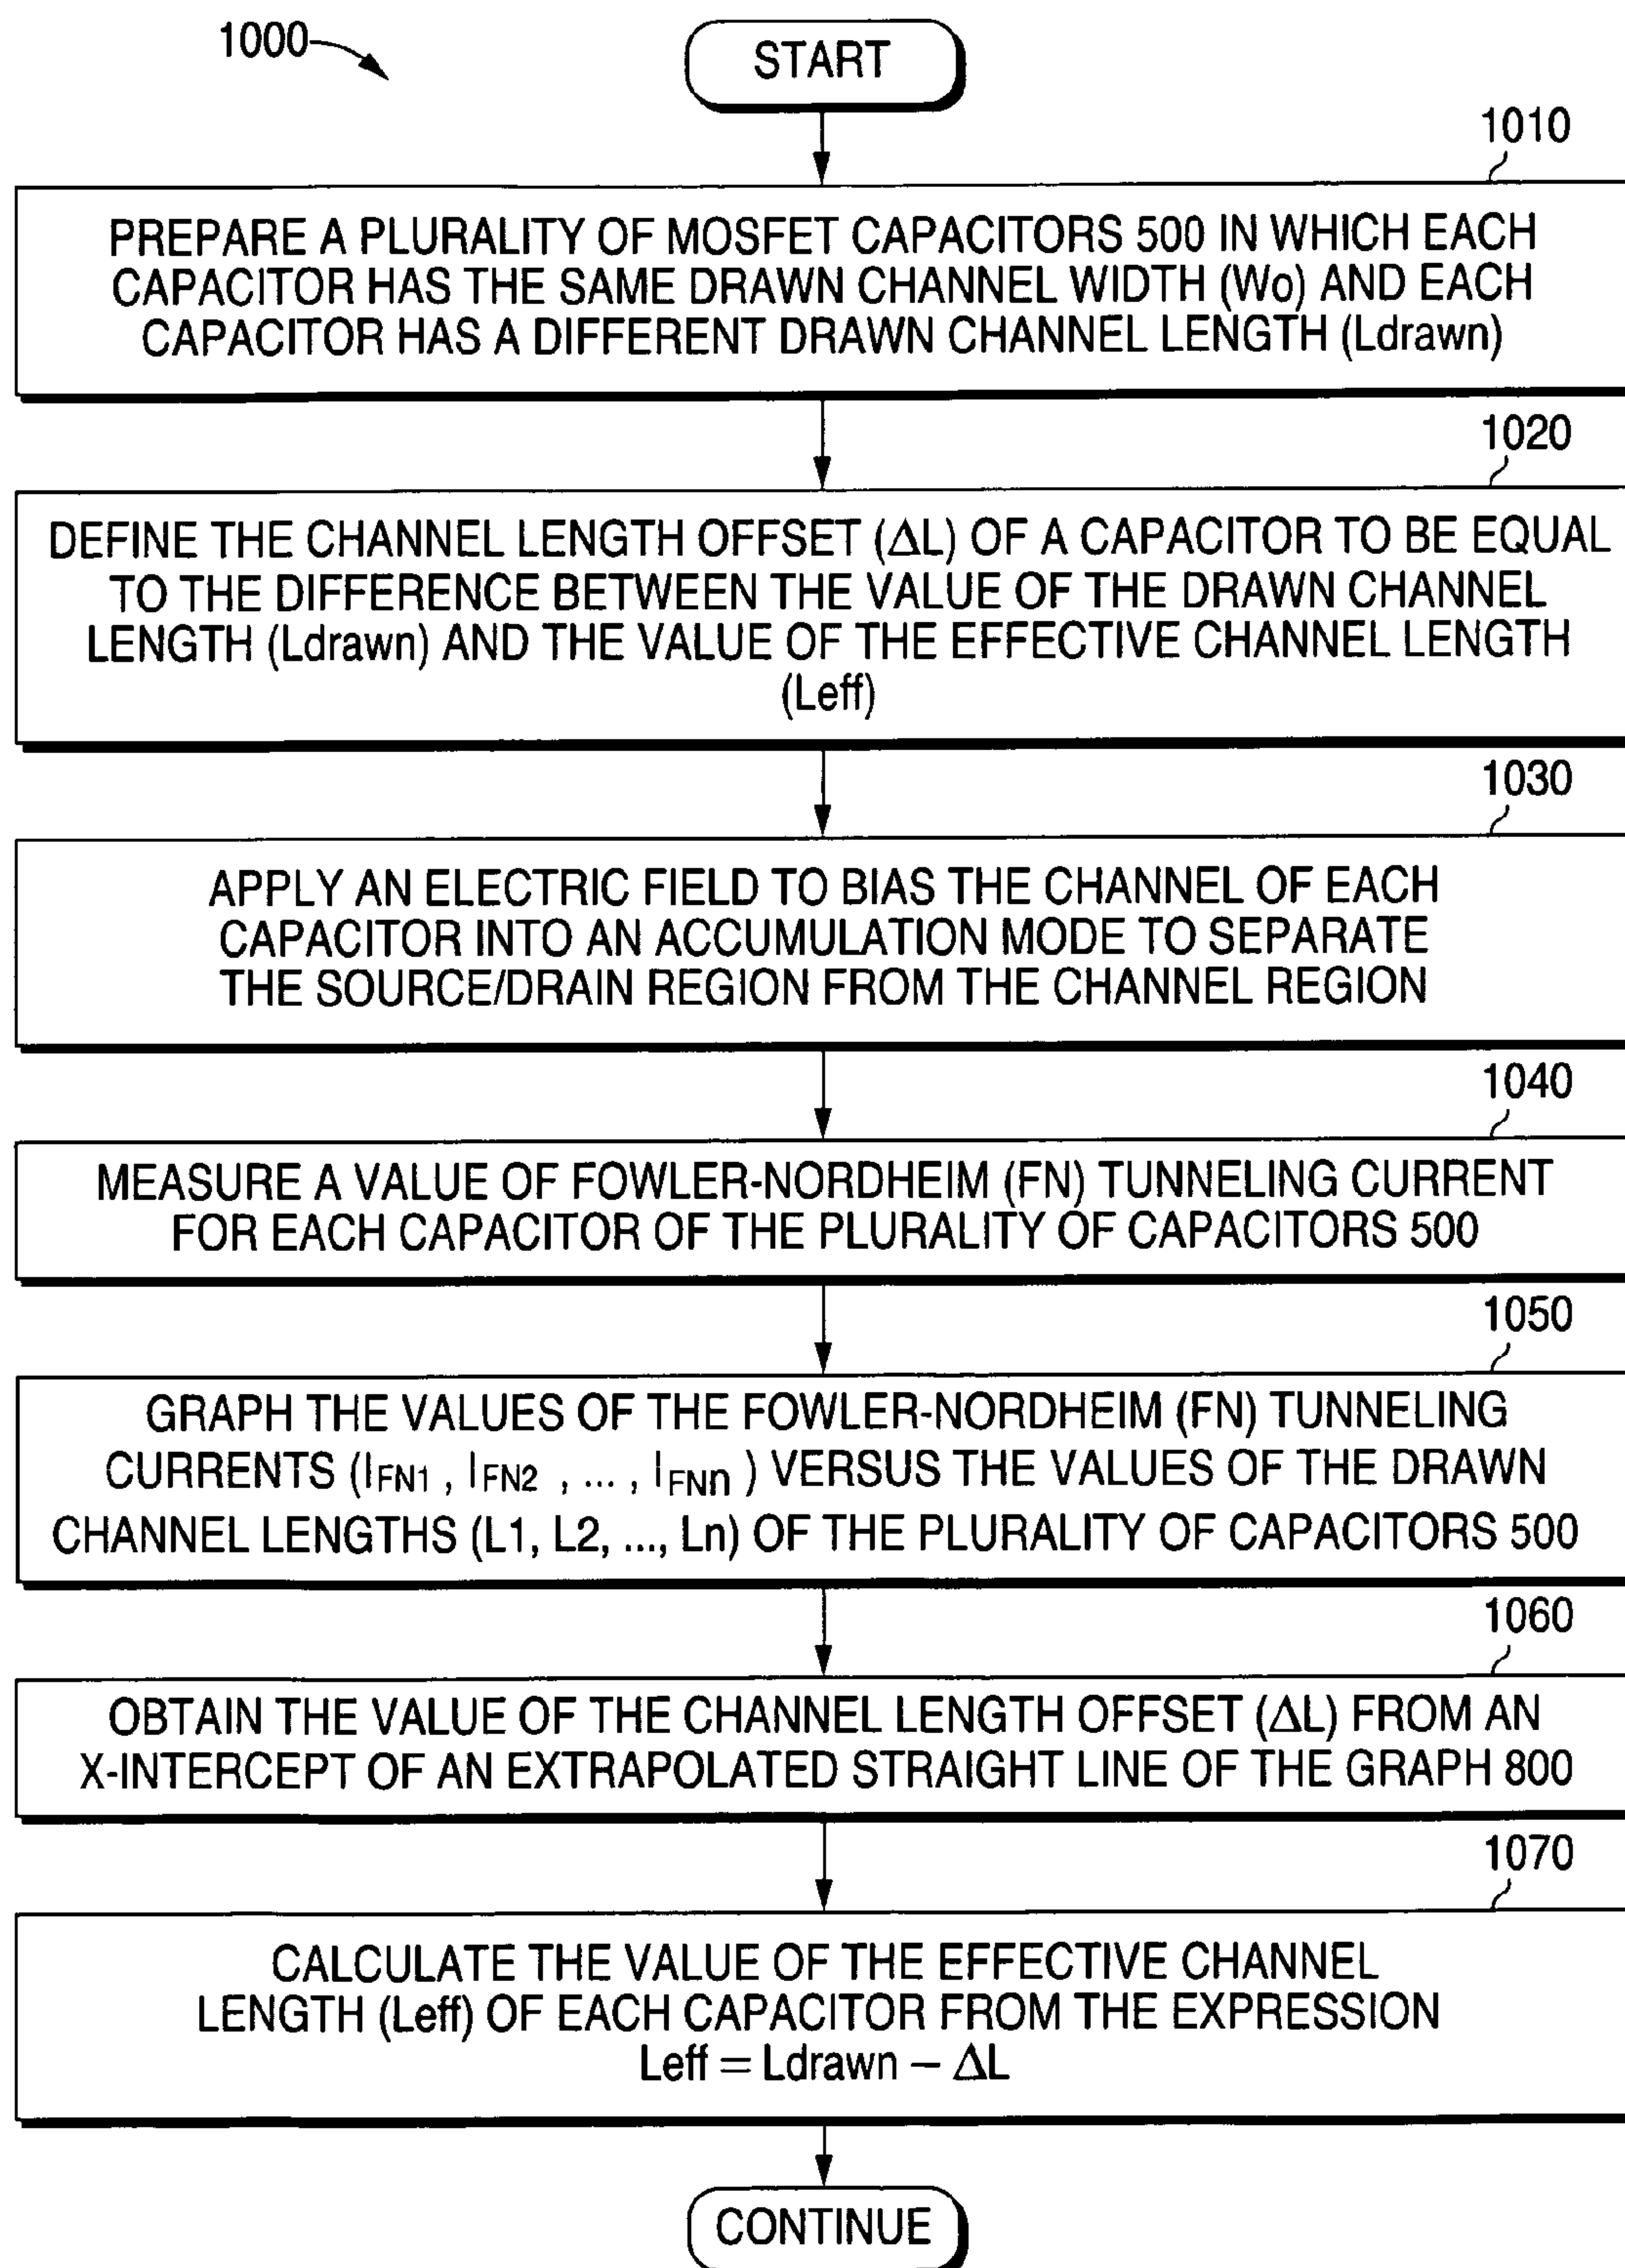 1000
START
1010
PREPARE A PLURALITY OF MOSFET CAPACITORS 500 IN WHICH EACH
CAPACITOR HAS THE SAME DRAWN CHANNEL WIDTH (Wo) AND EACH
CAPACITOR HAS A DIFFERENT DRAWN CHANNEL LENGTH (Ldrawn)
1020
DEFINE THE CHANNEL LENGTH OFFSET (ΔL) OF A CAPACITOR TO BE EQUAL
TO THE DIFFERENCE BETWEEN THE VALUE OF THE DRAWN CHANNEL
LENGTH (Ldrawn) AND THE VALUE OF THE EFFECTIVE CHANNEL LENGTH
(Leff)
1030
APPLY AN ELECTRIC FIELD TO BIAS THE CHANNEL OF EACH
CAPACITOR INTO AN ACCUMULATION MODE TO SEPARATE
THE SOURCE/DRAIN REGION FROM THE CHANNEL REGION
1040
MEASURE A VALUE OF FOWLER-NORDHEIM (FN) TUNNELING CURRENT
FOR EACH CAPACITOR OF THE PLURALITY OF CAPACITORS 500
1050
GRAPH THE VALUES OF THE FOWLER-NORDHEIM (FN) TUNNELING
CURRENTS (IFN1 , IFN2 , ... , IFNn ) VERSUS THE VALUES OF THE DRAWN
CHANNEL LENGTHS (L1, L2, ..., Ln) OF THE PLURALITY OF CAPACITORS 500
1060
OBTAIN THE VALUE OF THE CHANNEL LENGTH OFFSET (ΔL) FROM AN
X-INTERCEPT OF AN EXTRAPOLATED STRAIGHT LINE OF THE GRAPH 800
1070
CALCULATE THE VALUE OF THE EFFECTIVE CHANNEL
LENGTH (Leff) OF EACH CAPACITOR FROM THE EXPRESSION
Leff = Ldrawn – ΔL
CONTINUE